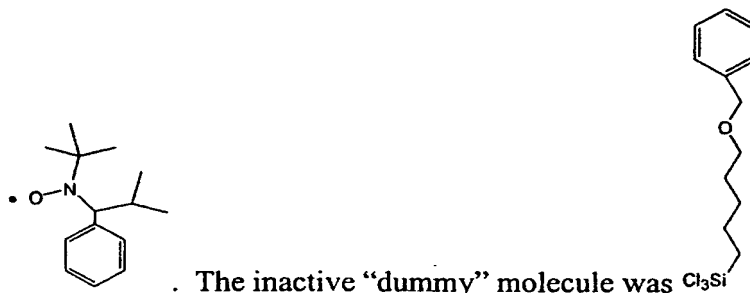 O
N
• O
. The inactive “dummy” molecule was Cl₃Si